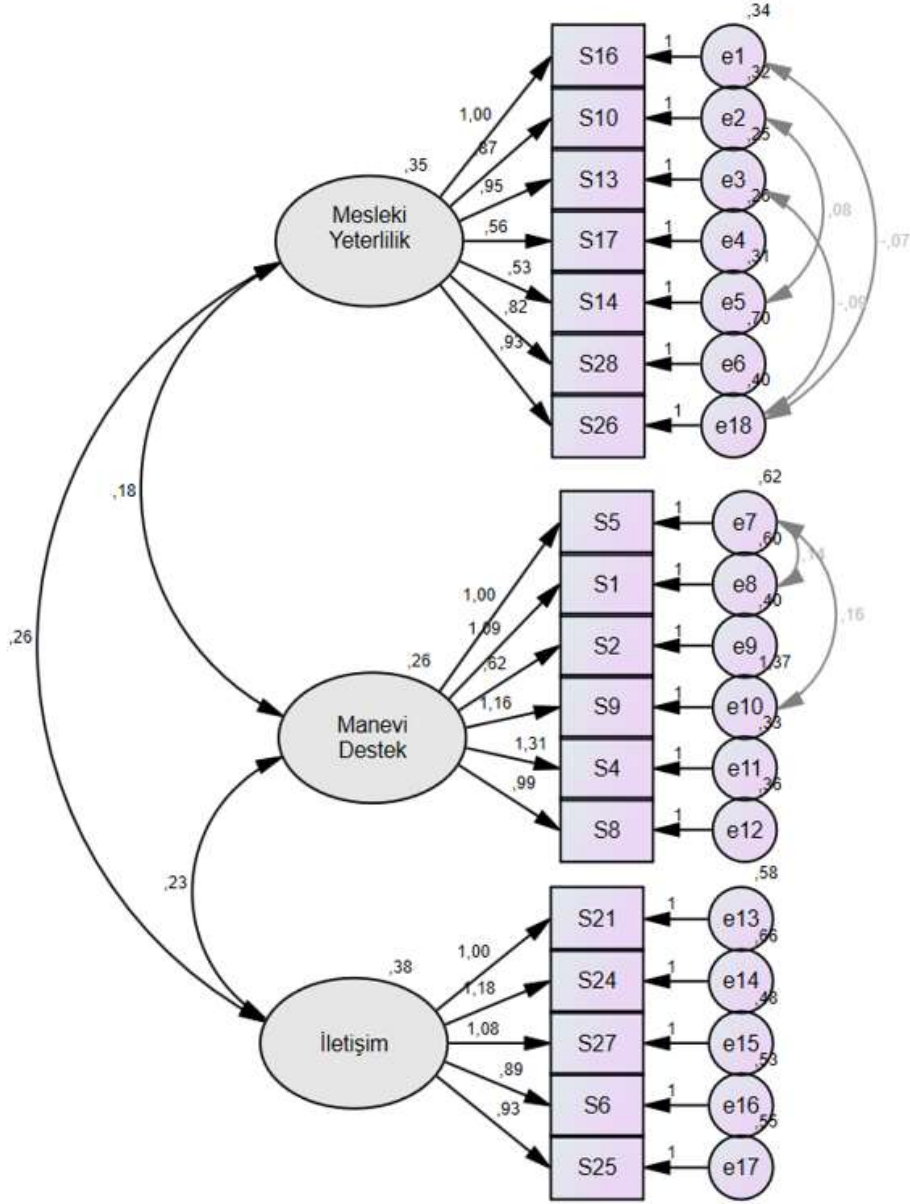 ,34
S16
1
e1
,32
1,00
S10
1
e2
,87
,25
,35
,95
S13
1
e3
Mesleki
Yeterlilik
,26
,08
,56
S17
1
e4
-,07
,31
,53
S14
1
e5
-,09
,82
,70
S28
1
e6
,93
,40
S26
1
e18
,62
,18
S5
1
e7
,60
,14
1,00
S1
1
e8
1,09
,40
,16
,26
,62
S2
1
e9
,26
1,37
1,16
S9
1
e10
Manevi
Destek
,33
1,31
S4
1
e11
,99
,36
S8
1
e12
,58
,23
S21
1
e13
,66
1,00
,38
S24
1
e14
1,18
,48
İletişim
1,08
S27
1
e15
,53
,89
S6
1
e16
,93
,55
S25
1
e17